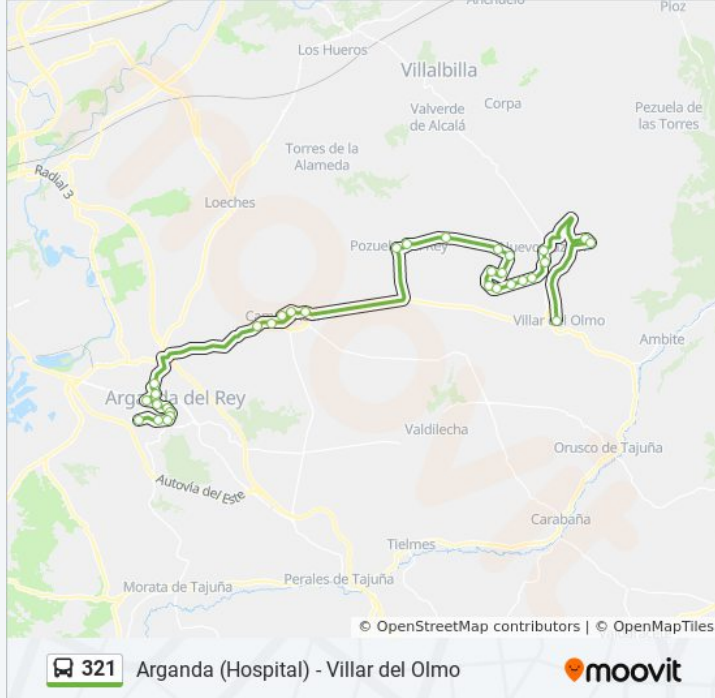 Anchuelo
Pioz
Los Hueros
Villalbilla
Corpa
Valverde
de Alcalá
Pezuela de
las Torres
Torres de la
Alameda
Radial 3
Loeches
Villar del Olmo
Ambite
Arganda del Rey
Valdilecha
Orusco de Tajuña
Autovía del Este
Carabaña
Tielmes
Perales de Tajuña
Morata de Tajuña
© OpenStreetMap contributors | © OpenMapTiles
321 Arganda (Hospital) - Villar del Olmo
moovit